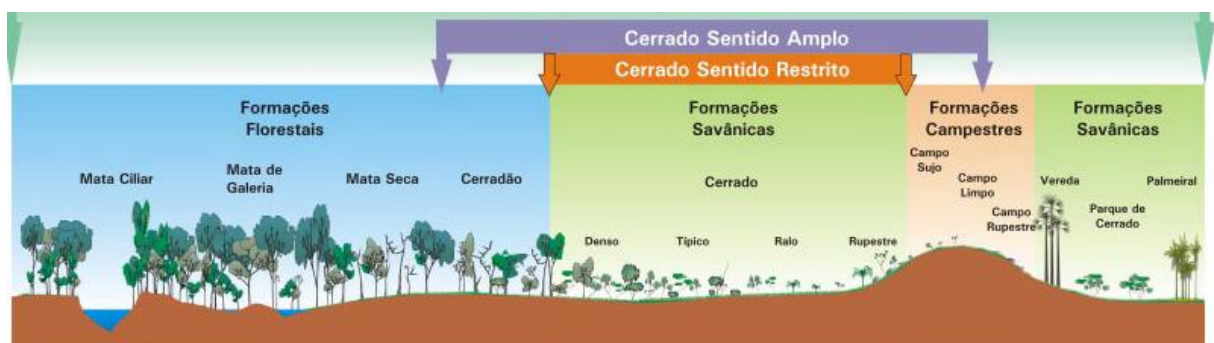 Cerrado Sentido Amplo
Cerrado Sentido Restrito
Formações
Florestais
Formações
Savânicas
Formações
Campestres
Formações
Savânicas
Mata Ciliar
Mata de
Galeria
Mata Seca
Cerradão
Cerrado
Campo
Sujo
Campo
Limpo
Campo
Rupestre
Vereda
Parque de
Cerrado
Palmeiral
Denso
Típico
Ralo
Rupestre